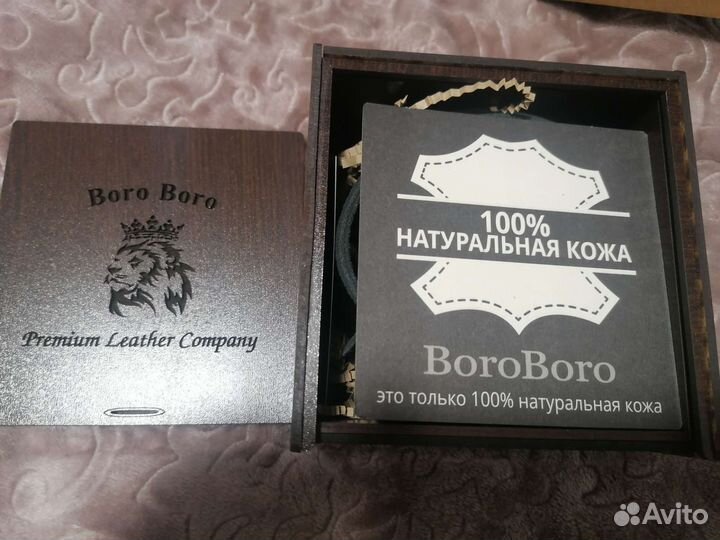 Boro Boro
Premium Leather Company
100%
НАТУРАЛЬНАЯ КОЖА
BoroBoro
это только 100% натуральная кожа
Avito